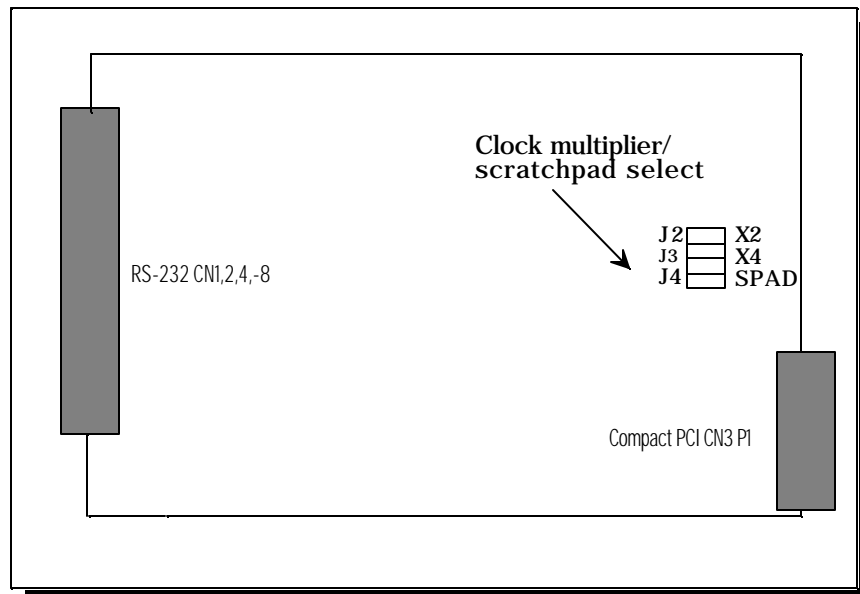 Clock multiplier/
scratchpad select
J2 X2
J3 X4
J4 SPAD
RS-232 CN1,2,4,-8
Compact PCI CN3 P1